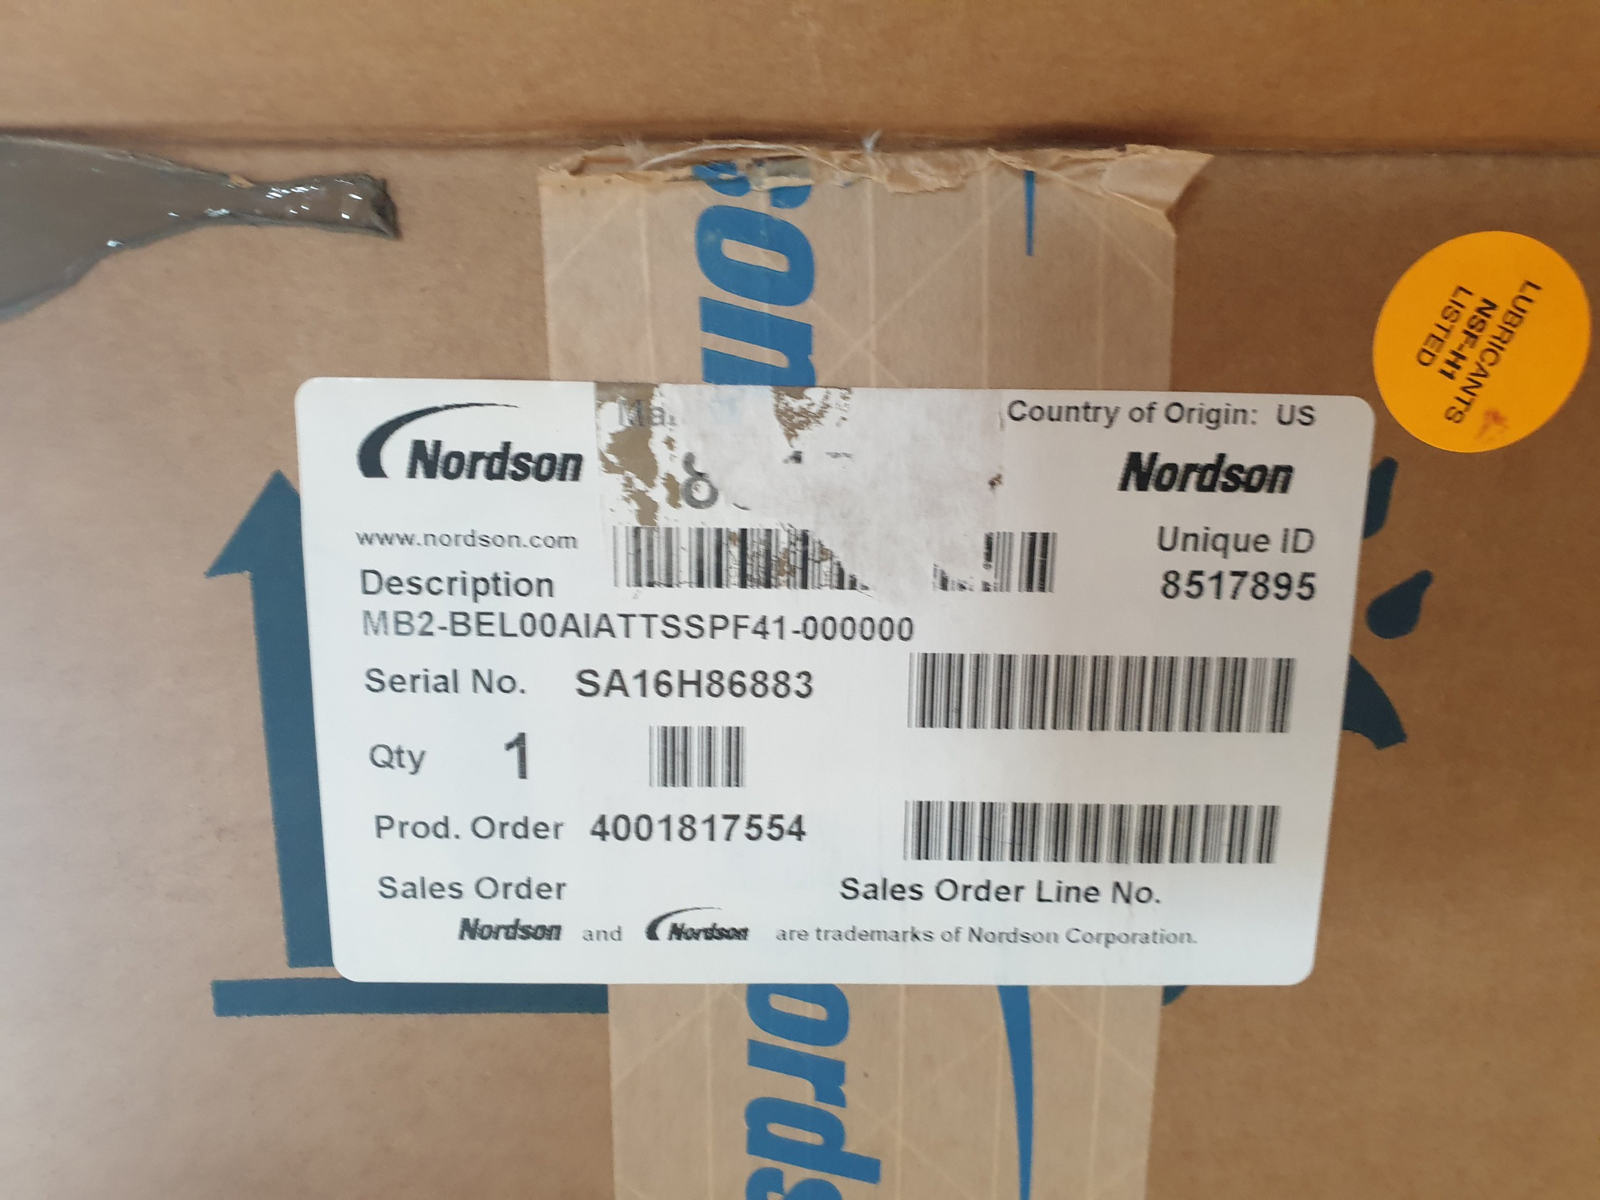 Country of Origin: US
Nordson
Nordson
www.nordson.com
Unique ID
8517895
Description
MB2-BEL00AIATTSSPF41-000000
Serial No. SA16H86883
Qty 1
Prod. Order 4001817554
Sales Order
Sales Order Line No.
Nordson and Nordson are trademarks of Nordson Corporation.
LUBRICANTS
NSF-H1
LISTED